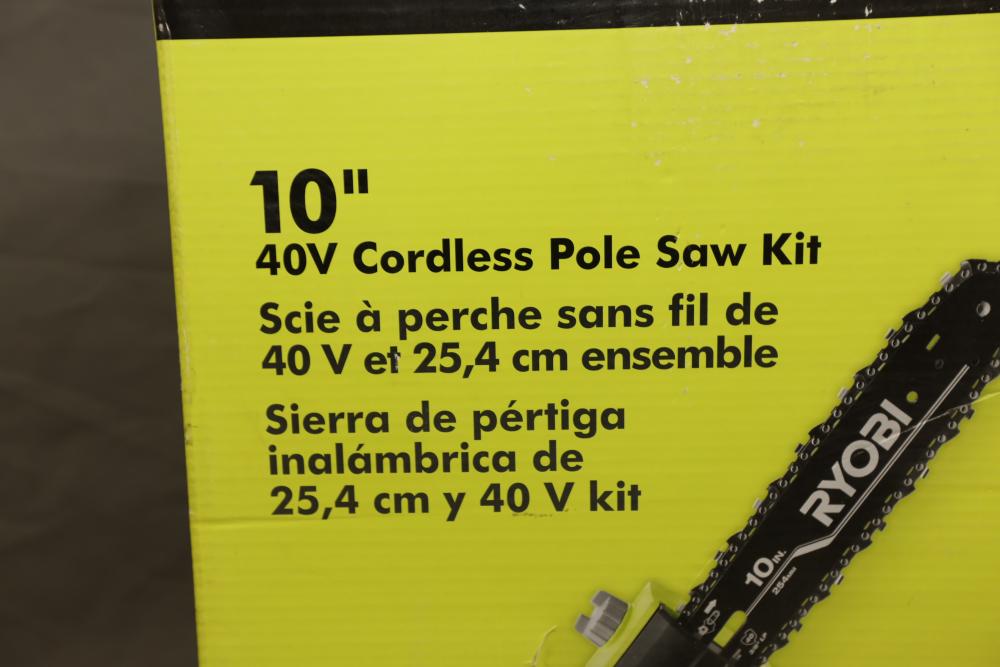 10"
40V Cordless Pole Saw Kit
Scie à perche sans fil de
40 V et 25,4 cm ensemble
Sierra de pértiga
inalámbrica de
25,4 cm y 40 V kit
RYOBI
10 IN.
254mm